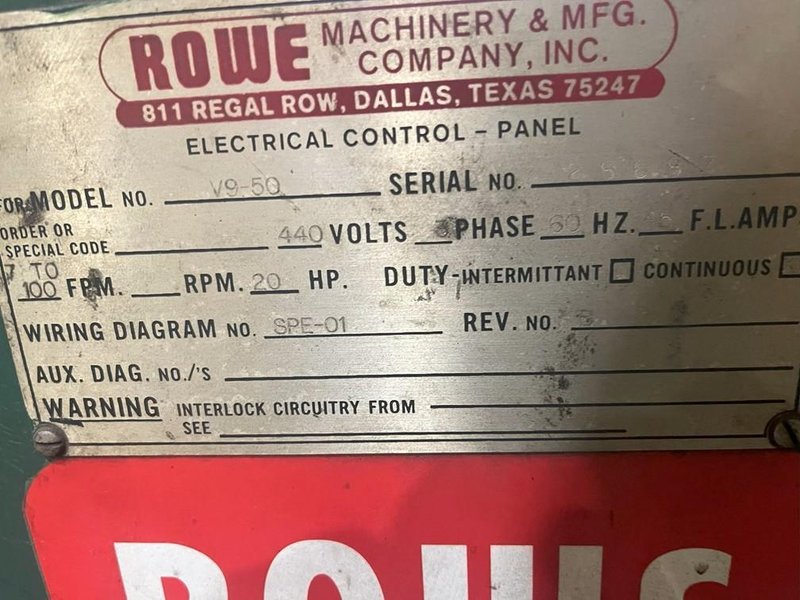 ROWE MACHINERY & MFG. COMPANY, INC.
811 REGAL ROW, DALLAS, TEXAS 75247
ELECTRICAL CONTROL - PANEL
FOR MODEL NO. V9-50 SERIAL NO.
ORDER OR SPECIAL CODE 440 VOLTS PHASE 60 HZ. F.L.AMP
7 TO 100 FPM. RPM. 20 HP. DUTY-INTERMITTANT CONTINUOUS
WIRING DIAGRAM NO. SPE-01 REV. NO.
AUX. DIAG. NO./'S
WARNING INTERLOCK CIRCUITRY FROM
SEE